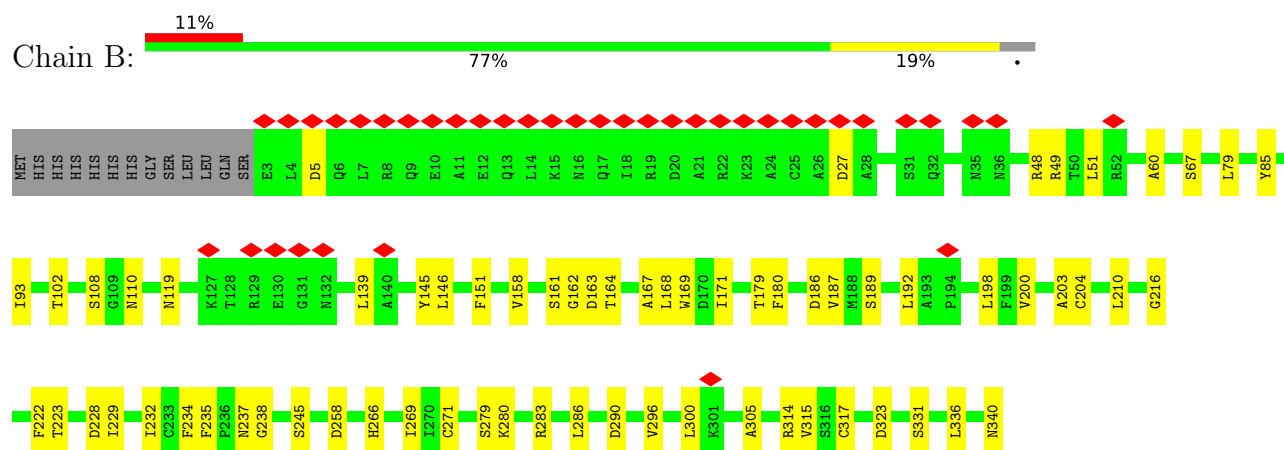 11%
Chain B:
77% 19% •
MET HIS HIS HIS HIS HIS HIS GLY SER LEU LEU GLN SER E3 L4 D5 Q6 L7 R8 Q9 E10 A11 E12 Q13 L14 K15 N16 Q17 I18 R19 D20 A21 R22 K23 A24 C25 A26 D27 A28 S31 Q32 N35 N36 R48 R49 T50 L51 R52 A60 S67 L79 Y85
I93 T102 S108 G109 N110 N119 K127 T128 R129 E130 G131 N132 L139 A140 Y145 L146 F151 V158 S161 G162 D163 T164 A167 L168 W169 D170 I171 T179 F180 D186 V187 M188 S189 L192 A193 P194 L198 F199 V200 A203 C204 L210 G216
F222 T223 D228 I229 I232 C233 F234 F235 P236 N237 G238 S245 D258 H266 I269 I270 C271 S279 K280 R283 L286 D290 V296 L300 K301 A305 R314 V315 S316 C317 D323 S331 L336 N340